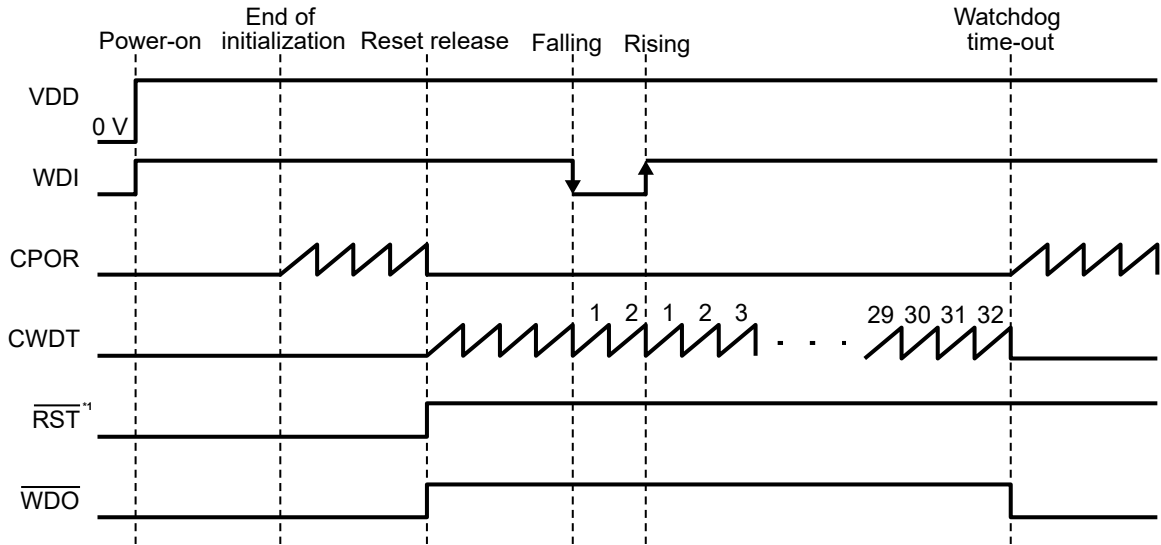 End of
initialization
Power-on
Reset release
Falling
Rising
Watchdog
time-out
VDD
0 V
WDI
CPOR
CWDT
1 2 1 2 3
29 30 31 32
RST*1
WDO